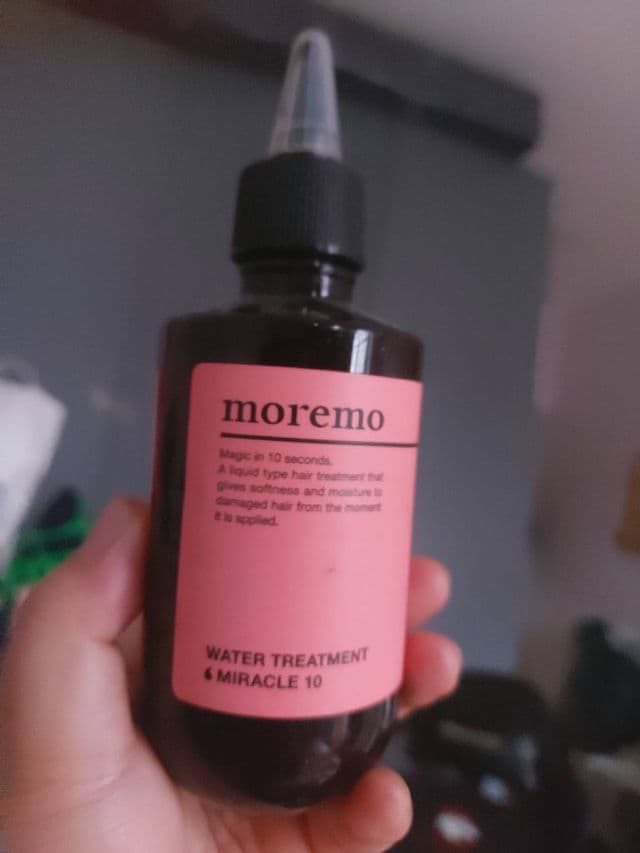 moremo
Magic in 10 seconds.
A liquid type hair treatment that
gives softness and moisture to
damaged hair from the moment
it is applied.
WATER TREATMENT
MIRACLE 10